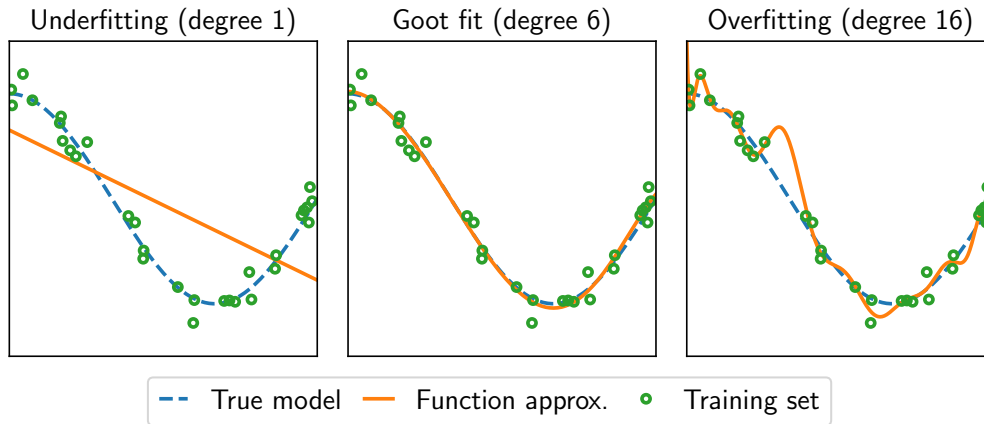 Underfitting (degree 1)
Goot fit (degree 6)
Overfitting (degree 16)
True model
Function approx.
Training set